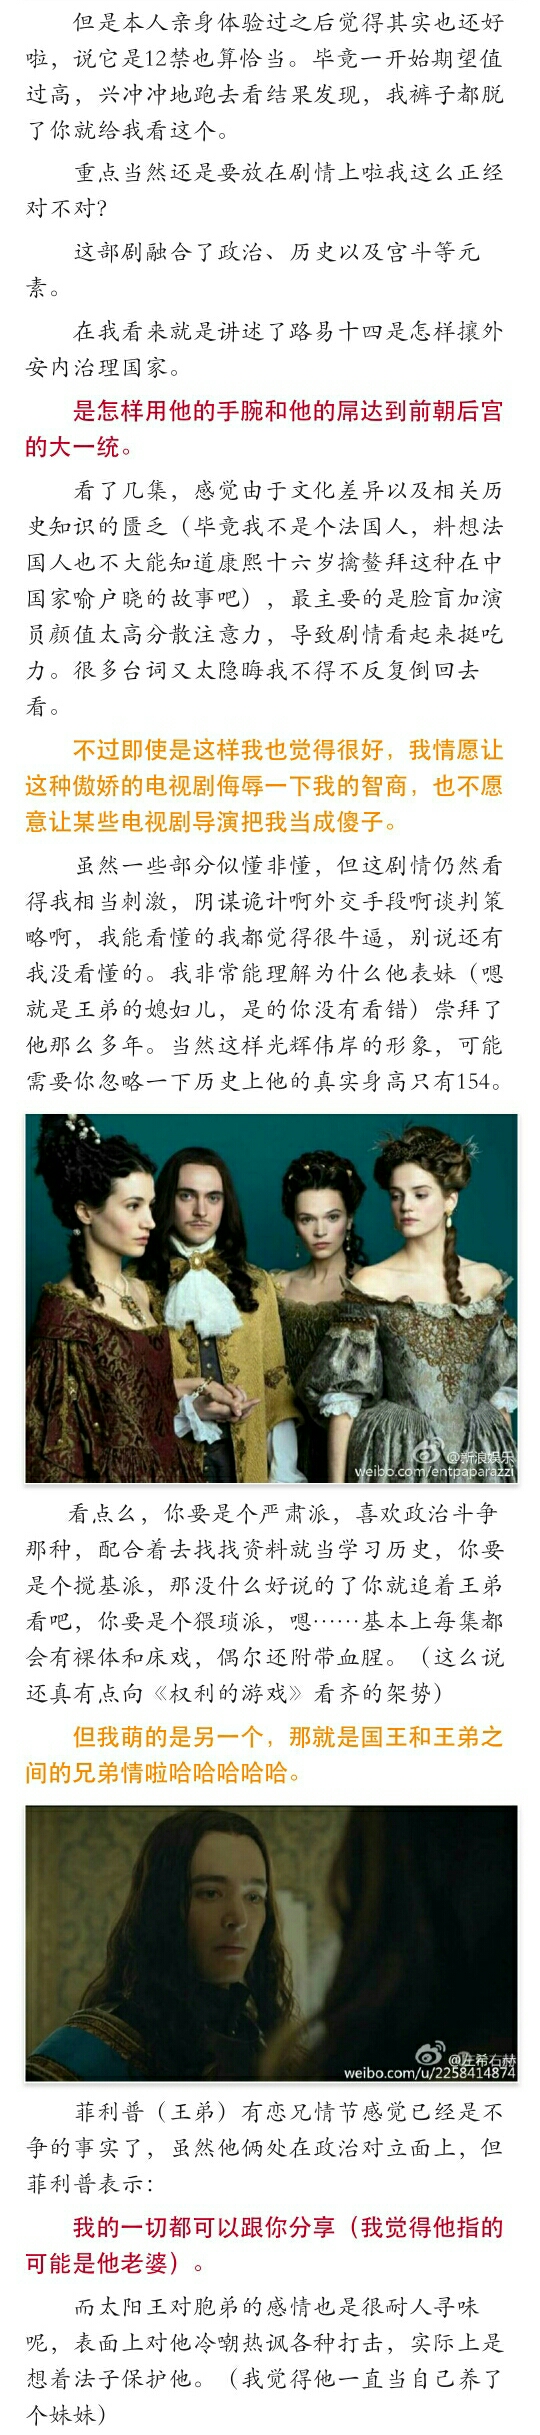 但是本人亲身体验过之后觉得其实也还好
啦，说它是12禁也算恰当。毕竟一开始期望值
过高，兴冲冲地跑去看结果发现，我裤子都脱
了你就给我看这个。
重点当然还是要放在剧情上啦我这么正经
对不对？
这部剧融合了政治、历史以及宫斗等元
素。
在我看来就是讲述了路易十四是怎样攘外
安内治理国家。
是怎样用他的手腕和他的屌达到前朝后宫
的大一统。
看了几集，感觉由于文化差异以及相关历
史知识的匮乏（毕竟我不是个法国人，料想法
国人也不大能知道康熙十六岁擒鳌拜这种在中
国家喻户晓的故事吧），最主要的是脸盲加演
员颜值太高分散注意力，导致剧情看起来挺吃
力。很多台词又太隐晦我不得不反复倒回去
看。
不过即使是这样我也觉得很好，我情愿让
这种傲娇的电视剧侮辱一下我的智商，也不愿
意让某些电视剧导演把我当成傻子。
虽然一些部分似懂非懂，但这剧情仍然看
得我相当刺激，阴谋诡计啊外交手段啊谈判策
略啊，我能看懂的我都觉得很牛逼，别说还有
我没看懂的。我非常能理解为什么他表妹（嗯
就是王弟的媳妇儿，是的你没有看错）崇拜了
他那么多年。当然这样光辉伟岸的形象，可能
需要你忽略一下历史上他的真实身高只有154。
@新浪娱乐
weibo.com/entpaparazzi
看点么，你要是个严肃派，喜欢政治斗争
那种，配合着去找找资料就当学习历史，你要
是个搅基派，那没什么好说的了你就追着王弟
看吧，你要是个猥琐派，嗯……基本上每集都
会有裸体和床戏，偶尔还附带血腥。（这么说
还真有点向《权利的游戏》看齐的架势）
但我萌的是另一个，那就是国王和王弟之
间的兄弟情啦哈哈哈哈哈。
@左希右赫
weibo.com/u/2258414874
菲利普（王弟）有恋兄情节感觉已经是不
争的事实了，虽然他俩处在政治对立面上，但
菲利普表示：
我的一切都可以跟你分享（我觉得他指的
可能是他老婆）。
而太阳王对胞弟的感情也是很耐人寻味
呢，表面上对他冷嘲热讽各种打击，实际上是
想着法子保护他。（我觉得他一直当自己养了
个妹妹）